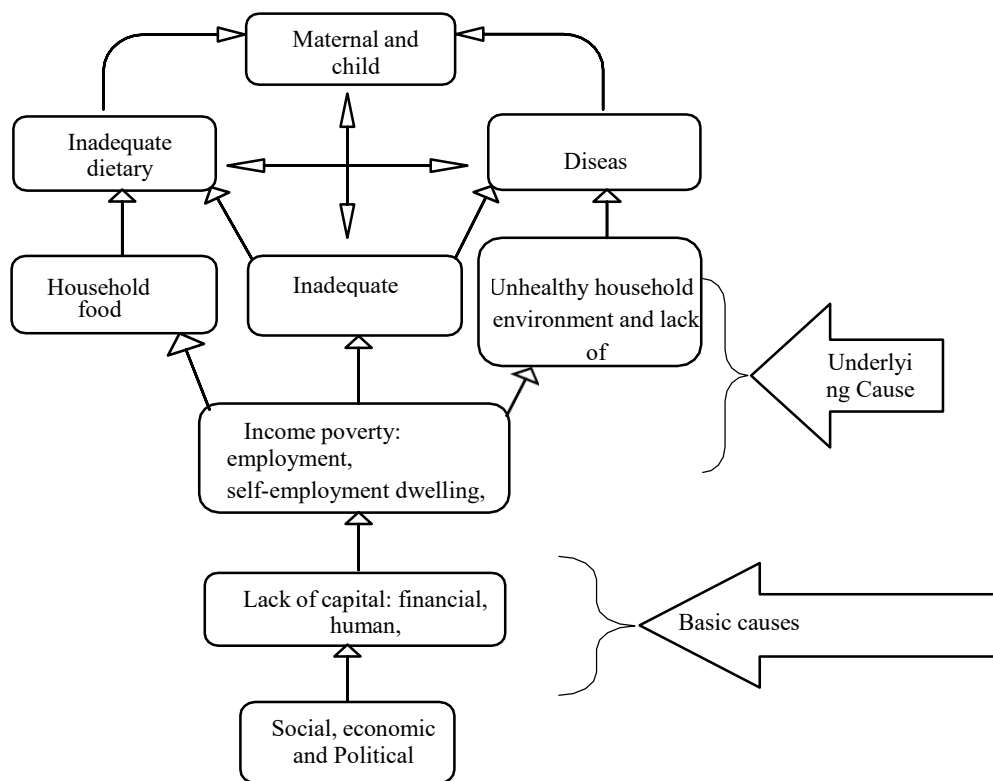 Maternal and
child
Inadequate
dietary
Diseas
Household
food
Inadequate
Unhealthy household
environment and lack
of
Underlyi
ng Cause
Income poverty:
employment,
self-employment dwelling,
Lack of capital: financial,
human,
Basic causes
Social, economic
and Political